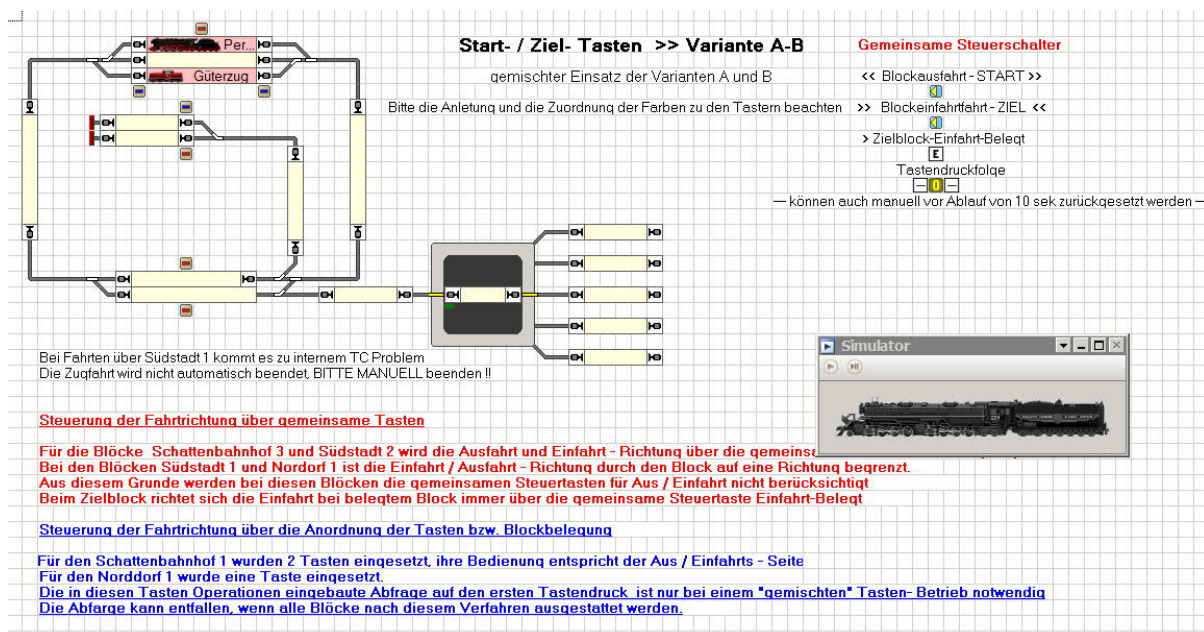 Start- / Ziel- Tasten >> Variante A-B
Gemeinsame Steuerschalter
Per...
Güterzug
gemischter Einsatz der Varianten A und B
<< Blockausfahrt - START >>
Bitte die Anletung und die Zuordnung der Farben zu den Tastern beachten
>> Blockeinfahrtfahrt - ZIEL <<
> Zielblock-Einfahrt-Belegt
E
Tastendruckfolge
0
— können auch manuell vor Ablauf von 10 sek zurückgesetzt werden —
Bei Fahrten über Südstadt 1 kommt es zu internem TC Problem
Die Zugfahrt wird nicht automatisch beendet, BITTE MANUELL beenden !!
Simulator
Steuerung der Fahrtrichtung über gemeinsame Tasten
Für die Blöcke Schattenbahnhof 3 und Südstadt 2 wird die Ausfahrt und Einfahrt - Richtung über die gemeinsa
Bei den Blöcken Südstadt 1 und Nordorf 1 ist die Einfahrt / Ausfahrt - Richtung durch den Block auf eine Richtung begrenzt.
Aus diesem Grunde werden bei diesen Blöcken die gemeinsamen Steuertasten für Aus / Einfahrt nicht berücksichtigt
Beim Zielblock richtet sich die Einfahrt bei belegtem Block immer über die gemeinsame Steuertaste Einfahrt-Belegt
Steuerung der Fahrtrichtung über die Anordnung der Tasten bzw. Blockbelegung
Für den Schattenbahnhof 1 wurden 2 Tasten eingesetzt, ihre Bedienung entspricht der Aus / Einfahrts - Seite
Für den Norddorf 1 wurde eine Taste eingesetzt.
Die in diesen Tasten Operationen eingebaute Abfrage auf den ersten Tastendruck ist nur bei einem "gemischten" Tasten- Betrieb notwendig
Die Abfarge kann entfallen, wenn alle Blöcke nach diesem Verfahren ausgestattet werden.